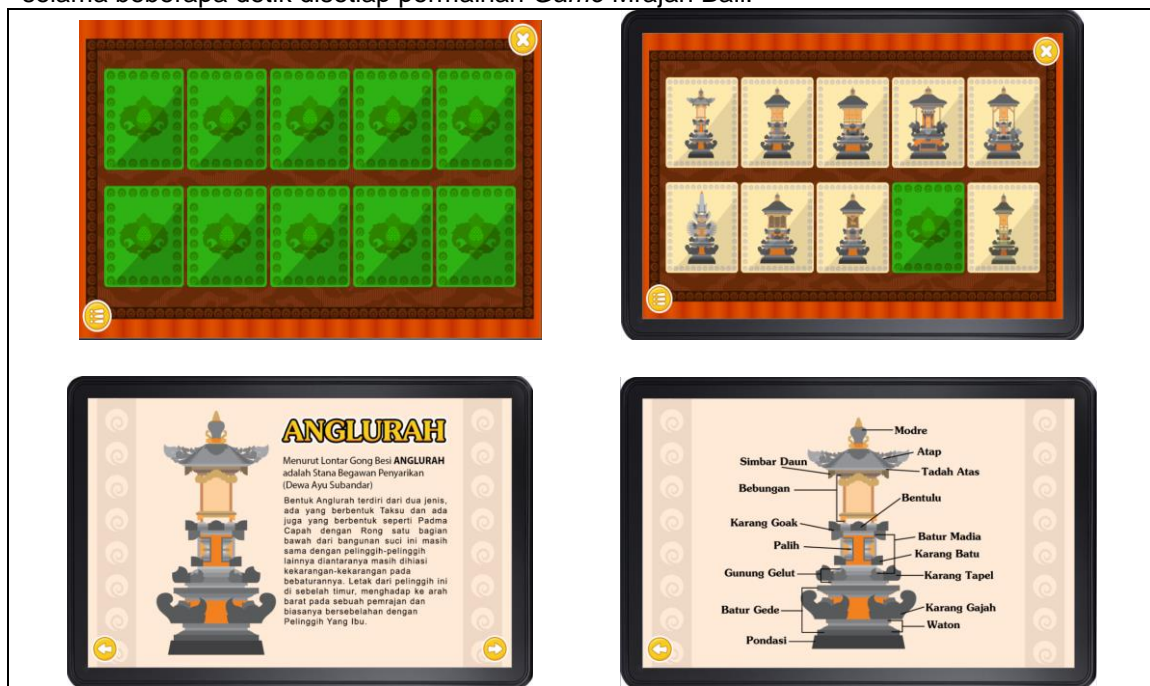 selama beberapa detik disetiap permainan Game Mrajan Bali.
ANGLURAH
Menurut Lontar Gong Besi ANGLURAH
adalah Stana Begawan Penyarikan
(Dewa Ayu Subandar)
Bentuk Anglurah terdiri dari dua jenis,
ada yang berbentuk Taksu dan ada
juga yang berbentuk seperti Padma
Capah dengan Rong satu bagian
bawah dari bangunan suci ini masih
sama dengan pelinggih-pelinggih
lainnya diantaranya masih dihiasi
kekarangan-kekarangan pada
bebaturannya. Letak dari pelinggih ini
di sebelah timur, menghadap ke arah
barat pada sebuah pemrajan dan
biasanya bersebelahan dengan
Pelinggih Yang Ibu.
Modre
Atap
Simbar Daun
Tadah Atas
Bebungan
Bentulu
Karang Goak
Batur Madia
Palih
Karang Batu
Gunung Gelut
Karang Tapel
Batur Gede
Karang Gajah
Waton
Pondasi